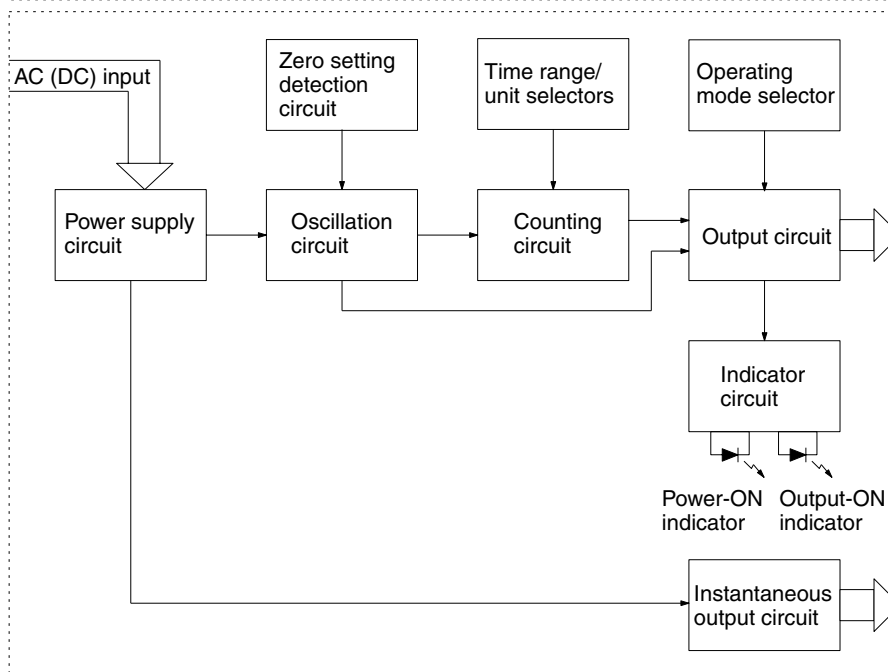 AC (DC) input
Zero setting
detection
circuit
Time range/
unit selectors
Operating
mode selector
Power supply
circuit
Oscillation
circuit
Counting
circuit
Output circuit
Indicator
circuit
Power-ON
indicator
Output-ON
indicator
Instantaneous
output circuit